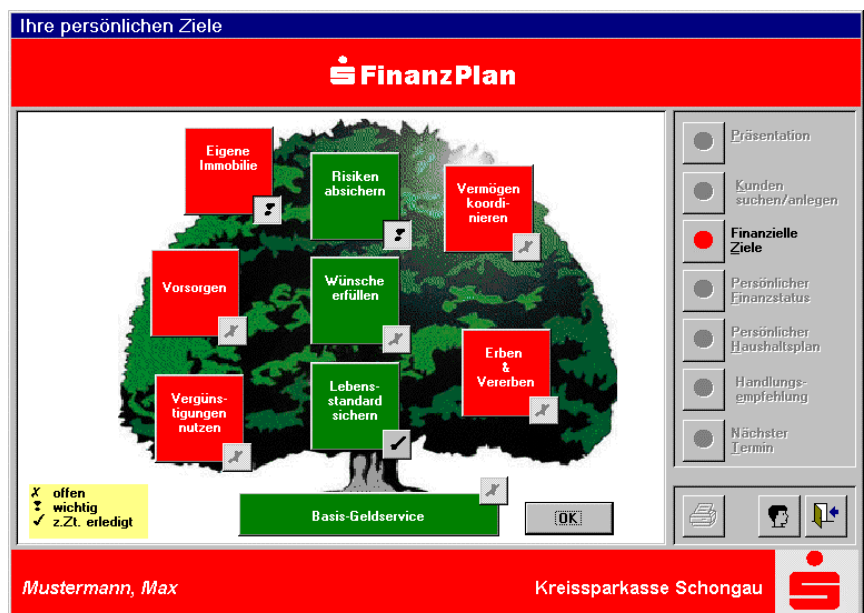 Ihre persönlichen Ziele
FinanzPlan
Eigene
Immobilie
Risiken
absichern
Vermögen
koordi-
nieren
Vorsorgen
Wünsche
erfüllen
Erben
&
Vererben
Vergüns-
tigungen
nutzen
Lebens-
standard
sichern
Basis-Geldservice
✗ offen
❢ wichtig
✓ z.Zt. erledigt
OK
Präsentation
Kunden
suchen/anlegen
Finanzielle
Ziele
Persönlicher
Finanzstatus
Persönlicher
Haushaltsplan
Handlungs-
empfehlung
Nächster
Termin
Mustermann, Max
Kreissparkasse Schongau